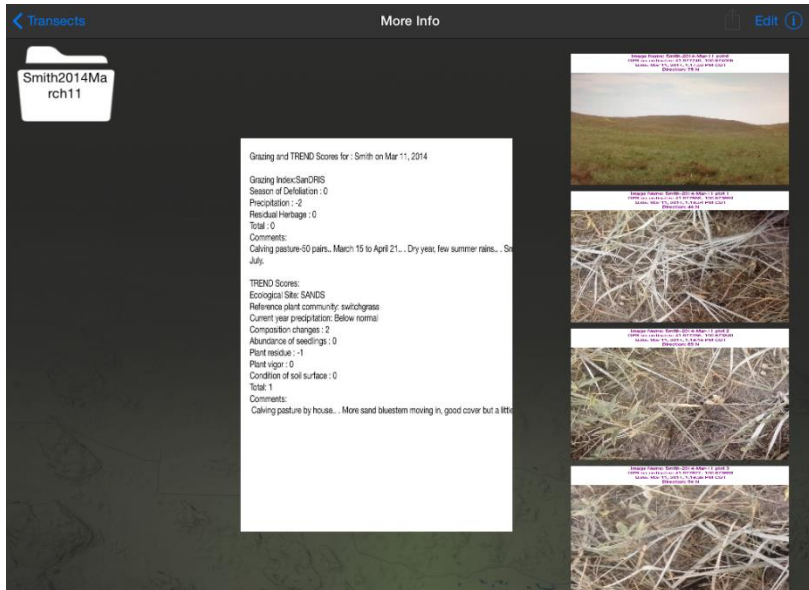 Transects
More Info
Edit
Smith2014Ma
rch11
Grazing and TREND Scores for : Smith on Mar 11, 2014
Grazing Index:SanDRIS
Season of Defoliation : 0
Precipitation : -2
Residual Herbage : 0
Total : 0
Comments:
Calving pasture-50 pairs.. March 15 to April 21.. . Dry year, few summer rains.. . Sm
July.
TREND Scores:
Ecological Site: SANDS
Reference plant community: switchgrass
Current year precipitation: Below normal
Composition changes : 2
Abundance of seedlings : 0
Plant residue : -1
Plant vigor : 0
Condition of soil surface : 0
Total: 1
Comments:
Calving pasture by house.. . More sand bluestem moving in, good cover but a little